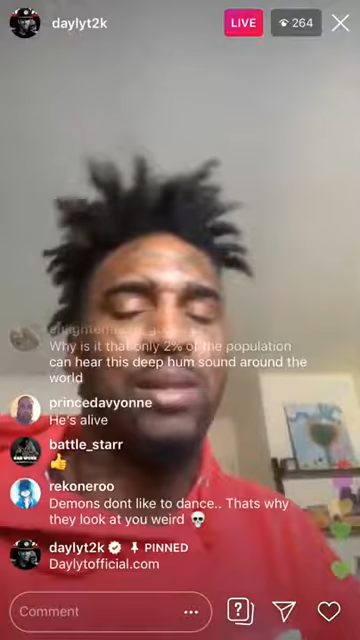 daylyt2k
LIVE
264
Why is it that only 2% of the population
can hear this deep hum sound around the
world
princedavyonne
He's alive
battle_starr
👍
rekoneroo
Demons dont like to dance.. Thats why
they look at you weird 💀
daylyt2k PINNED
Daylytofficial.com
Comment